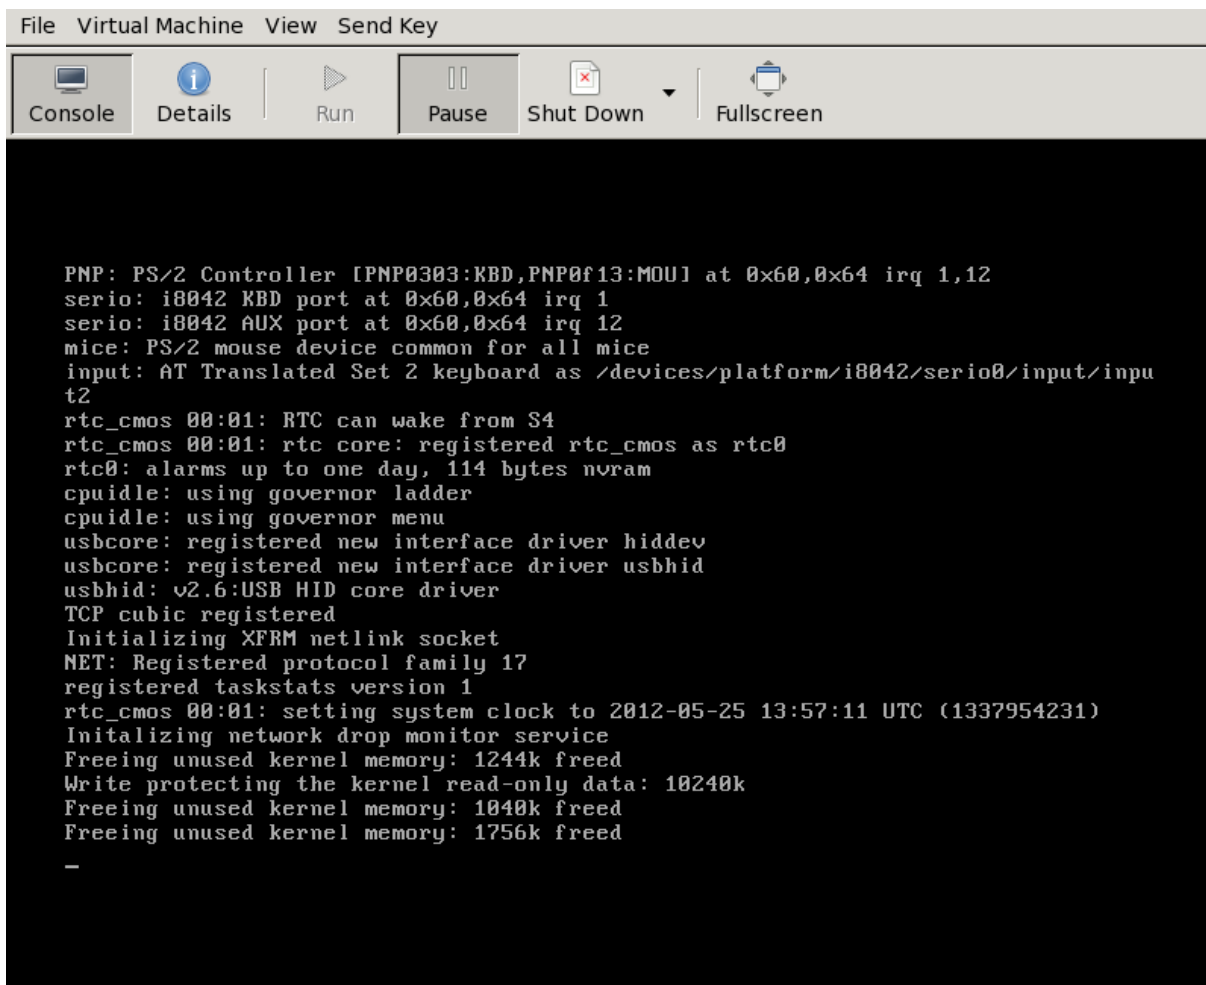 File Virtual Machine View Send Key
Console Details Run Pause Shut Down Fullscreen
PNP: PS/2 Controller [PNP0303:KBD,PNP0f13:MOU] at 0x60,0x64 irq 1,12
serio: i8042 KBD port at 0x60,0x64 irq 1
serio: i8042 AUX port at 0x60,0x64 irq 12
mice: PS/2 mouse device common for all mice
input: AT Translated Set 2 keyboard as /devices/platform/i8042/serio0/input/inpu
t2
rtc_cmos 00:01: RTC can wake from S4
rtc_cmos 00:01: rtc core: registered rtc_cmos as rtc0
rtc0: alarms up to one day, 114 bytes nvram
cpuidle: using governor ladder
cpuidle: using governor menu
usbcore: registered new interface driver hiddev
usbcore: registered new interface driver usbhid
usbhid: v2.6:USB HID core driver
TCP cubic registered
Initializing XFRM netlink socket
NET: Registered protocol family 17
registered taskstats version 1
rtc_cmos 00:01: setting system clock to 2012-05-25 13:57:11 UTC (1337954231)
Initalizing network drop monitor service
Freeing unused kernel memory: 1244k freed
Write protecting the kernel read-only data: 10240k
Freeing unused kernel memory: 1040k freed
Freeing unused kernel memory: 1756k freed
_